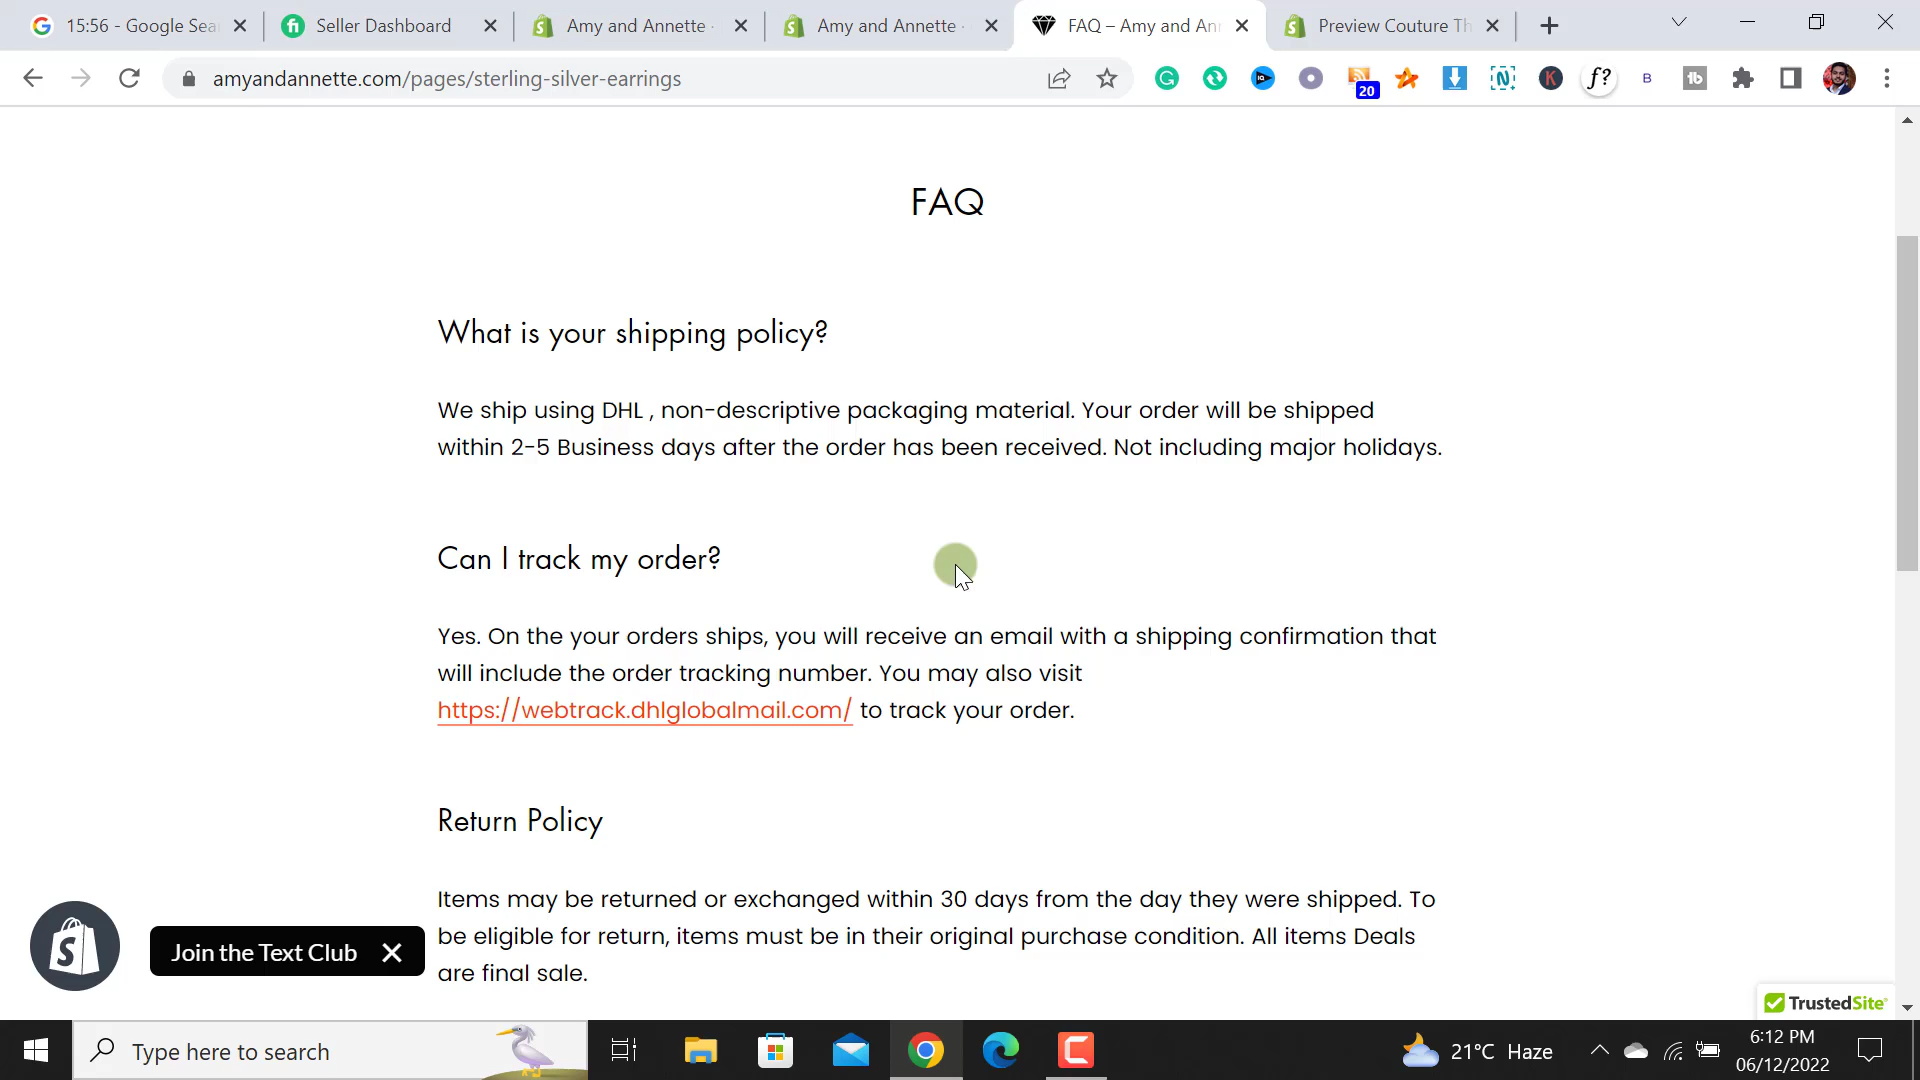 15:56 - Google Sea
Seller Dashboard
Amy and Annette ·
Amy and Annette ·
FAQ – Amy and Ann
Preview Couture Th
amyandannette.com/pages/sterling-silver-earrings
20
FAQ
What is your shipping policy?
We ship using DHL , non-descriptive packaging material. Your order will be shipped
within 2-5 Business days after the order has been received. Not including major holidays.
Can I track my order?
Yes. On the your orders ships, you will receive an email with a shipping confirmation that
will include the order tracking number. You may also visit
https://webtrack.dhlglobalmail.com/ to track your order.
Return Policy
Items may be returned or exchanged within 30 days from the day they were shipped. To
be eligible for return, items must be in their original purchase condition. All items Deals
are final sale.
Join the Text Club
TrustedSite
Type here to search
21°C Haze
6:12 PM
06/12/2022